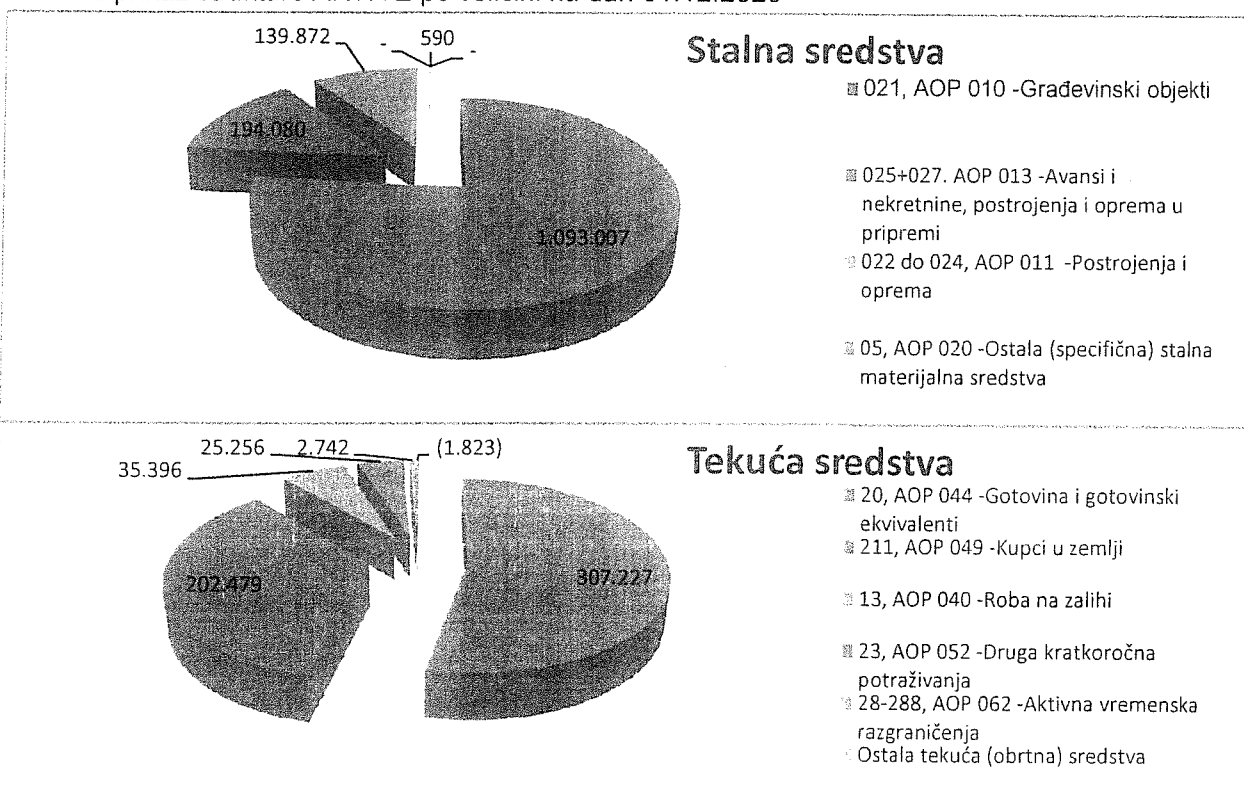 139.872
-
590
-
Stalna sredstva
021, AOP 010 -Građevinski objekti
194.080
025+027. AOP 013 -Avansi i
nekretnine, postrojenja i oprema u
pripremi
1.093.007
022 do 024, AOP 011 -Postrojenja i
oprema
05, AOP 020 -Ostala (specifična) stalna
materijalna sredstva
25.256
2.742
(1.823)
35.396
Tekuća sredstva
20, AOP 044 -Gotovina i gotovinski
ekvivalenti
211, AOP 049 -Kupci u zemlji
202.479
307.227
13, AOP 040 -Roba na zalihi
23, AOP 052 -Druga kratkoročna
potraživanja
28-288, AOP 062 -Aktivna vremenska
razgraničenja
Ostala tekuća (obrtna) sredstva